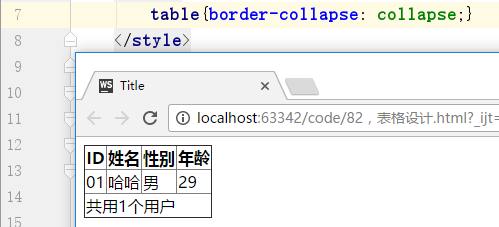 7 table{border-collapse: collapse;}
8 </style>
9
WS Title ×
10
localhost:63342/code/82，表格设计.html?_ijt=
11
12
ID 姓名 性别 年龄
13
01 哈哈 男 29
14
共用1个用户
15